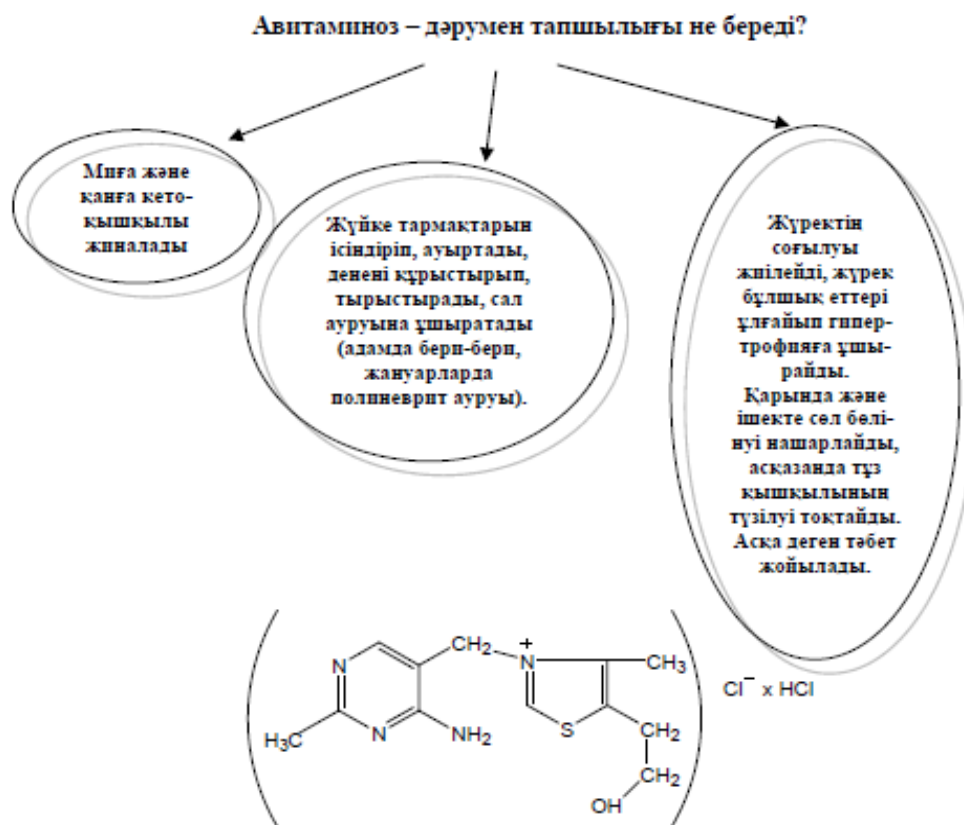 Авитаминоз – дәрумен тапшылығы не береді?
Миға және
қанға кето-
қышқылы
жиналады
Жүйке тармақтарын
ісіндіріп, ауыртады,
денені құрыстырып,
тырыстырады, сал
ауруына ұшыратады
(адамда бери-бери,
жануарларда
полиневрит ауруы).
Жүректін
соғылуы
жиілейді, жүрек
бұлшық еттері
ұлғайып гипер-
трофияға ұшы-
райды.
Қарында және
ішекте сөл бөлі-
нуі нашарлайды,
асқазанда тұз
қышқылының
түзілуі тоқтайды.
Асқа деген тәбет
жойылады.
CH₂
+
N
N
CH₃
Cl⁻ x HCl
H₃C
N
NH₂
S
CH₂
CH₂
OH